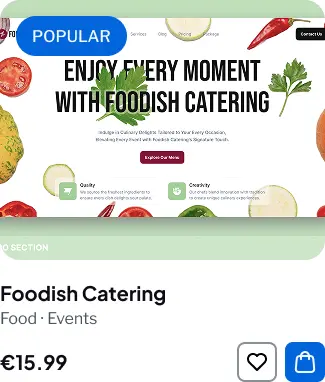 POPULAR
Services Blog Pricing Package
Contact Us
ENJOY EVERY MOMENT
WITH FOODISH CATERING
Indulge in Culinary Delights Tailored to Your Every Occasion,
Elevating Every Event with Foodish Catering's Signature Touch.
Explore Our Menu
Quality
We source the freshest ingredients to
ensure every dish delights your palate.
Creativity
Our chefs blend innovation with tradition
to create unique culinary experiences.
O SECTION
Foodish Catering
Food · Events
€15.99